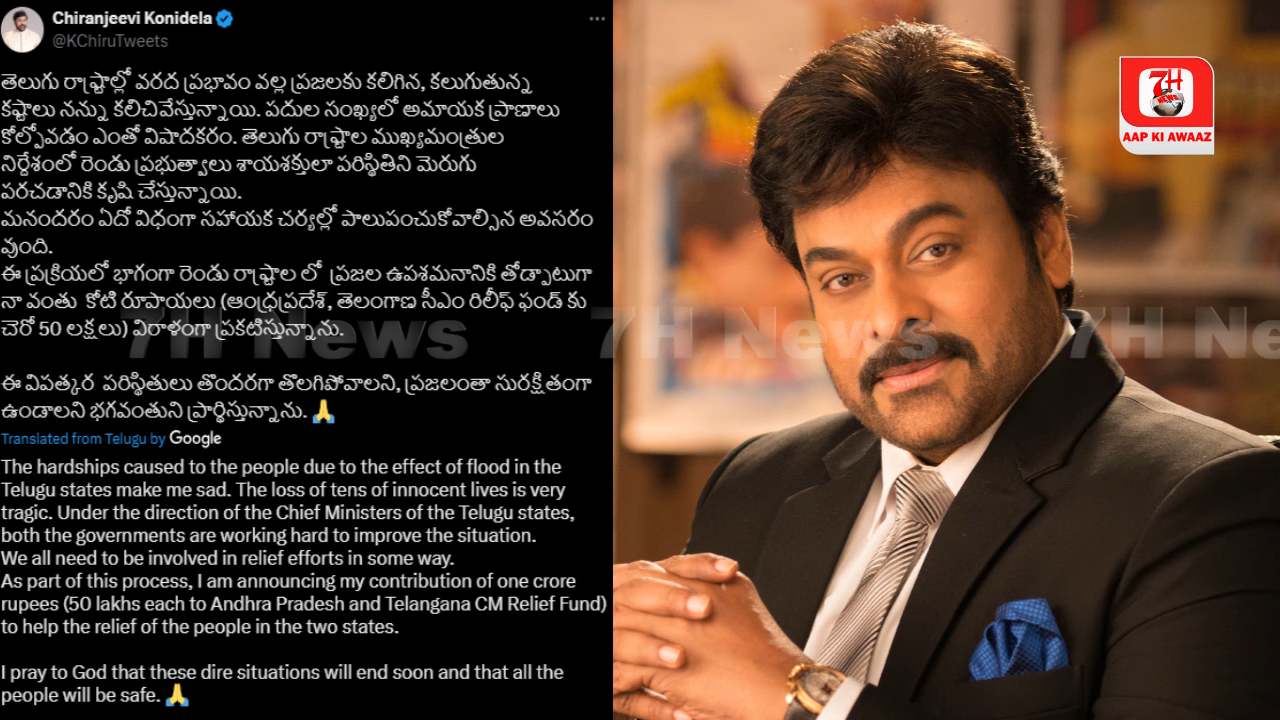 Chiranjeevi Konidela
@KChiruTweets
తెలుగు రాష్ట్రాల్లో వరద ప్రభావం వల్ల ప్రజలకు కలిగిన, కలుగుతున్న
కష్టాలు నన్ను కలిచివేస్తున్నాయి. పదుల సంఖ్యలో అమాయక ప్రాణాలు
కోల్పోవడం ఎంతో విషాదకరం. తెలుగు రాష్ట్రాల ముఖ్యమంత్రుల
నిర్దేశంలో రెండు ప్రభుత్వాలు శాయశక్తులా పరిస్థితిని మెరుగు
పరచడానికి కృషి చేస్తున్నాయి.
మనందరం ఏదో విధంగా సహాయక చర్యల్లో పాలుపంచుకోవాల్సిన అవసరం
వుంది.
ఈ ప్రక్రియలో భాగంగా రెండు రాష్ట్రాల లో ప్రజల ఉపశమనానికి తోడ్పాటుగా
నా వంతు కోటి రూపాయలు (ఆంధ్రప్రదేశ్, తెలంగాణ సీఎం రిలీఫ్ ఫండ్ కు
చెరో 50 లక్షలు) విరాళంగా ప్రకటిస్తున్నాను.
ఈ విపత్కర పరిస్థితులు తొందరగా తొలగిపోవాలని, ప్రజలంతా సురక్షితంగా
ఉండాలని భగవంతుని ప్రార్థిస్తున్నాను. 🙏
Translated from Telugu by Google
The hardships caused to the people due to the effect of flood in the
Telugu states make me sad. The loss of tens of innocent lives is very
tragic. Under the direction of the Chief Ministers of the Telugu states,
both the governments are working hard to improve the situation.
We all need to be involved in relief efforts in some way.
As part of this process, I am announcing my contribution of one crore
rupees (50 lakhs each to Andhra Pradesh and Telangana CM Relief Fund)
to help the relief of the people in the two states.
I pray to God that these dire situations will end soon and that all the
people will be safe. 🙏
7H
NEWS
AAP KI AWAAZ
7H News 7H News 7H Ne